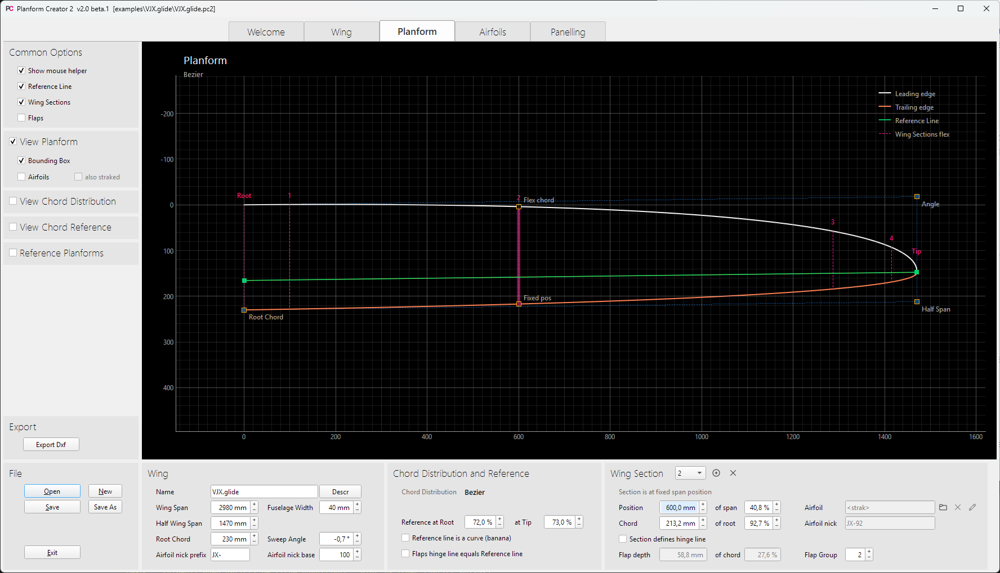 PC Planform Creator 2 v2.0 beta.1 [examples\VJX.glide\VJX.glide.pc2]
Welcome Wing Planform Airfoils Panelling
Common Options
Show mouse helper
Reference Line
Wing Sections
Flaps
View Planform
Bounding Box
Airfoils also straked
View Chord Distribution
View Chord Reference
Reference Planforms
Export
Export Dxf
Planform
Bezier
Leading edge
Trailing edge
Reference Line
Wing Sections flex
-200
-100
0
100
200
300
400
Root 1 2 Flex chord
Angle
3
4
Tip
Fixed pos
Root Chord
Half Span
0 200 400 600 800 1000 1200 1400 1600
File
Open New
Save Save As
Exit
Wing
Name VJX.glide Descr
Wing Span 2980 mm Fuselage Width 40 mm
Half Wing Span 1470 mm
Root Chord 230 mm Sweep Angle -0,7 °
Airfoil nick prefix JX- Airfoil nick base 100
Chord Distribution and Reference
Chord Distribution Bezier
Reference at Root 72,0 % at Tip 73,0 %
Reference line is a curve (banana)
Flaps hinge line equals Reference line
Wing Section 2
Section is at fixed span position
Position 600,0 mm of span 40,8 % Airfoil <strak>
Chord 213,2 mm of root 92,7 % Airfoil nick JX-92
Section defines hinge line
Flap depth 58,8 mm of chord 27,6 % Flap Group 2